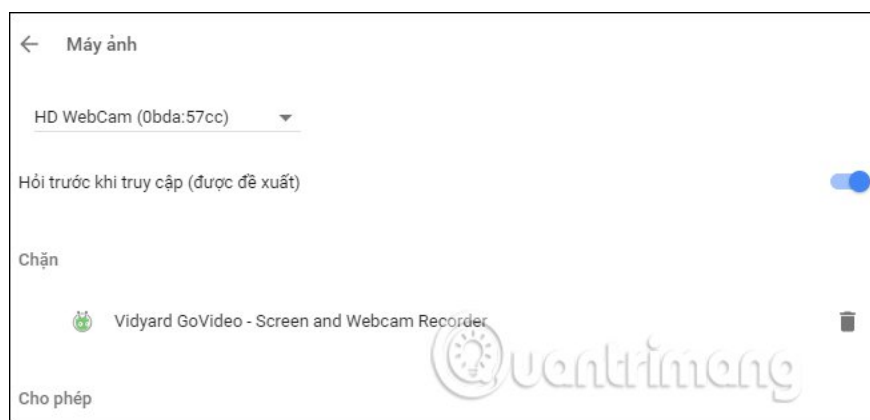 Máy ảnh
HD WebCam (0bda:57cc)
Hỏi trước khi truy cập (được đề xuất)
Chặn
Vidyard GoVideo - Screen and Webcam Recorder
Quantrimang
Cho phép